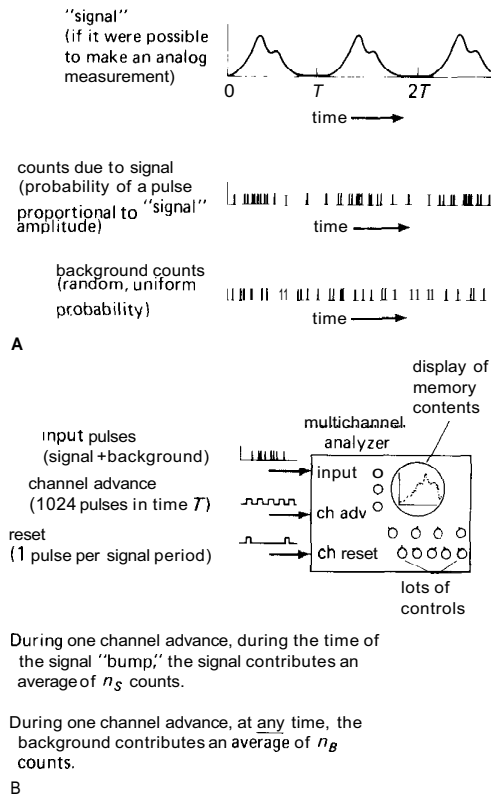 “signal”
(if it were possible
to make an analog
measurement)
0 T 2T
time
counts due to signal
(probability of a pulse
proportional to “signal”
amplitude)
time
background counts
(random, uniform
probability)
time
A
display of
memory
contents
multichannel
analyzer
input pulses
(signal + background)
input
channel advance
(1024 pulses in time T)
ch adv
reset
(1 pulse per signal period)
ch reset
lots of
controls
During one channel advance, during the time of
the signal “bump,” the signal contributes an
average of nS counts.
During one channel advance, at any time, the
background contributes an average of nB
counts.
B